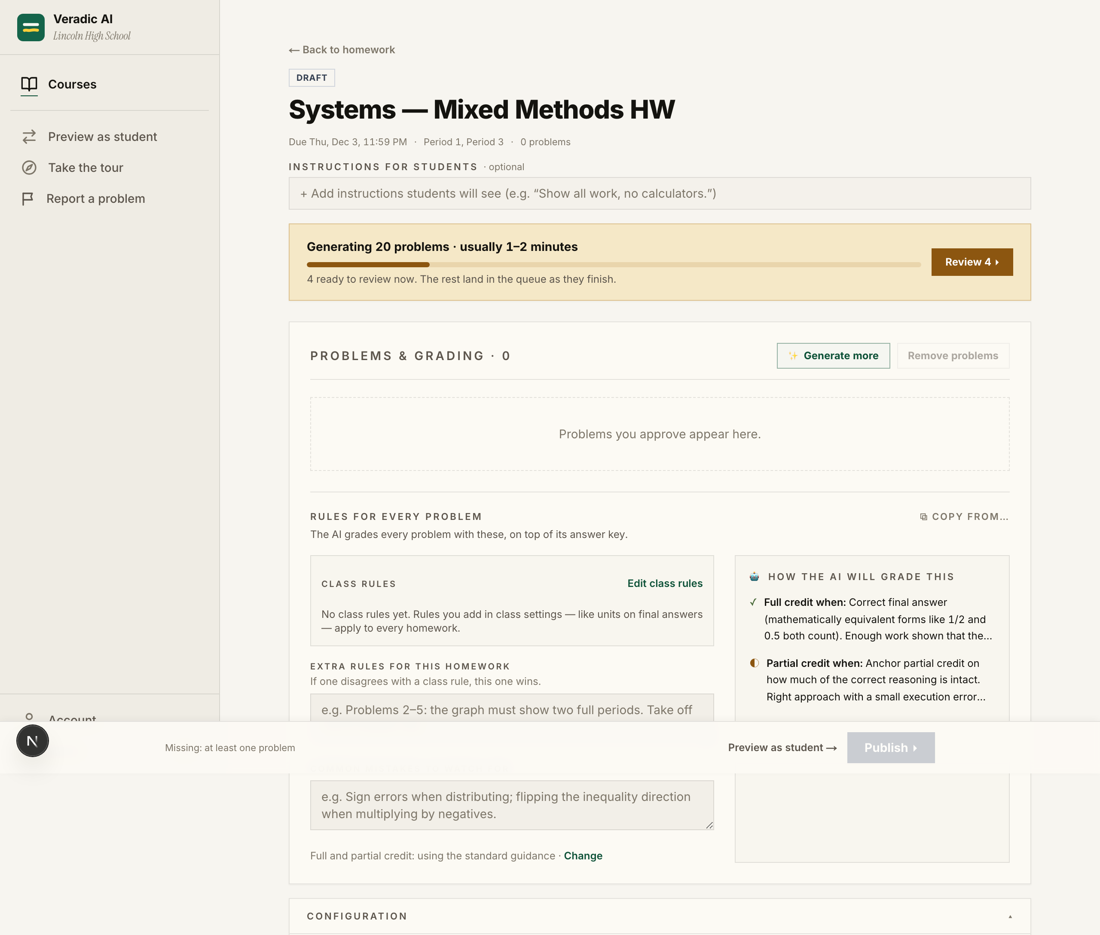 Veradic AI
Lincoln High School
Courses
Preview as student
Take the tour
Report a problem
Account
← Back to homework
DRAFT
Systems — Mixed Methods HW
Due Thu, Dec 3, 11:59 PM · Period 1, Period 3 · 0 problems
INSTRUCTIONS FOR STUDENTS · optional
+ Add instructions students will see (e.g. “Show all work, no calculators.”)
Generating 20 problems · usually 1–2 minutes
4 ready to review now. The rest land in the queue as they finish.
Review 4 ›
PROBLEMS & GRADING · 0
✨ Generate more
Remove problems
Problems you approve appear here.
RULES FOR EVERY PROBLEM
COPY FROM…
The AI grades every problem with these, on top of its answer key.
CLASS RULES
Edit class rules
No class rules yet. Rules you add in class settings — like units on final answers
— apply to every homework.
EXTRA RULES FOR THIS HOMEWORK
If one disagrees with a class rule, this one wins.
e.g. Problems 2–5: the graph must show two full periods. Take off
HOW THE AI WILL GRADE THIS
✓ Full credit when: Correct final answer
(mathematically equivalent forms like 1/2 and
0.5 both count). Enough work shown that the…
Partial credit when: Anchor partial credit on
how much of the correct reasoning is intact.
Right approach with a small execution error…
N
Missing: at least one problem
Preview as student →
Publish ›
e.g. Sign errors when distributing; flipping the inequality direction
when multiplying by negatives.
Full and partial credit: using the standard guidance · Change
CONFIGURATION